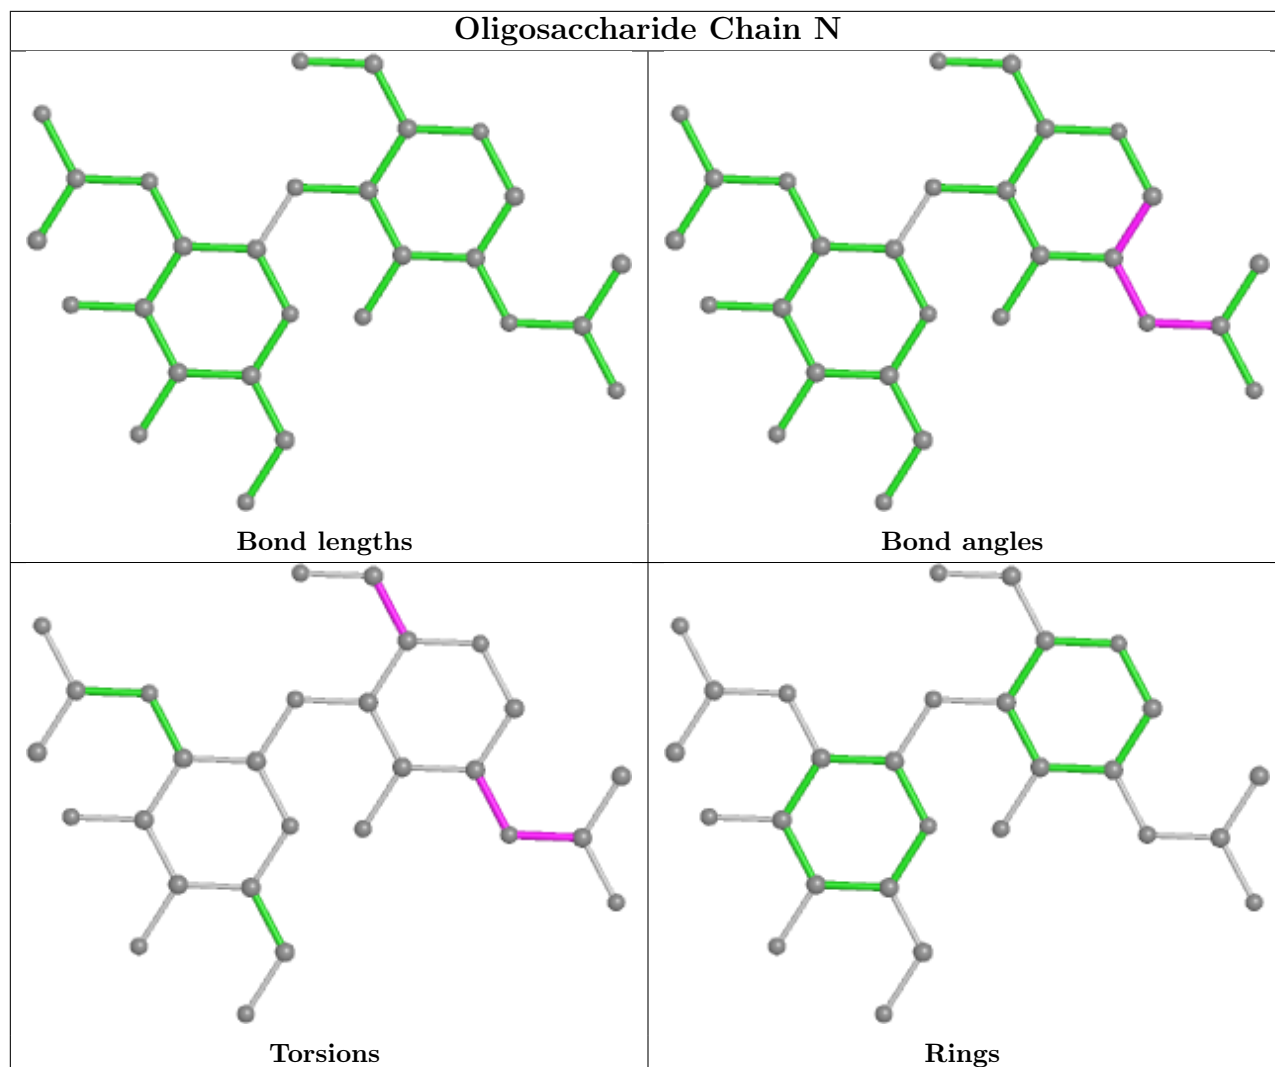 Oligosaccharide Chain N
Bond lengths
Bond angles
Torsions
Rings